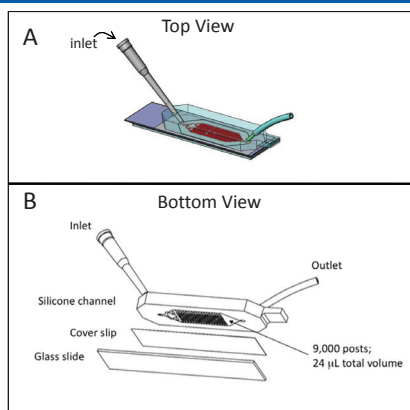 A
Top View
inlet
B
Bottom View
Inlet
Outlet
Silicone channel
Cover slip
Glass slide
9,000 posts;
24 µL total volume